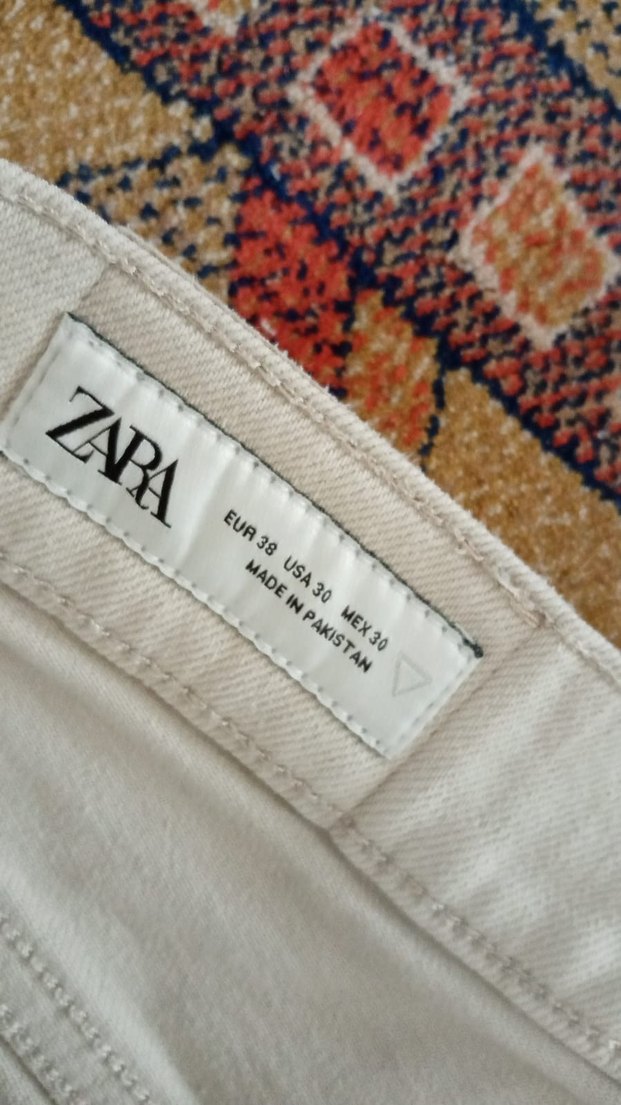 ZARA
EUR 38 USA 30 MEX 30
MADE IN PAKISTAN